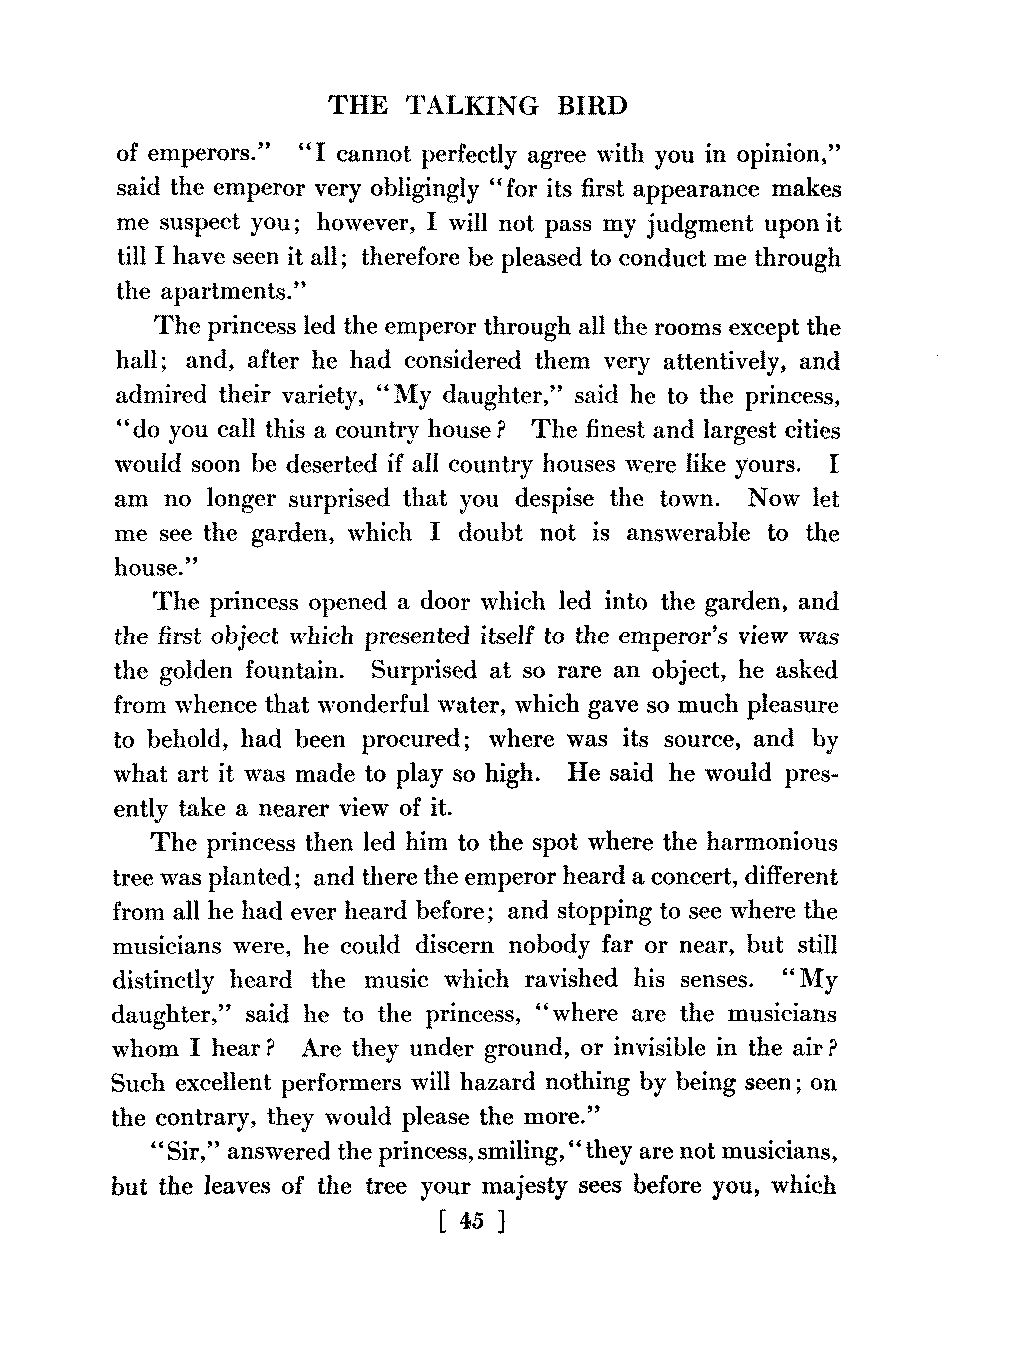 THE TALKING BIRD
of emperors." "I cannot perfectly agree with you in opinion,"
said the emperor very obligingly "for its first appearance makes
me suspect you; however, I will not pass my judgment upon it
till I have seen it all; therefore be pleased to conduct me through
the apartments."
The princess led the emperor through all the rooms except the
hall; and, after he had considered them very attentively, and
admired their variety, "My daughter," said he to the princess,
"do you call this a country house? The finest and largest cities
would soon be deserted if all country houses were like yours. I
am no longer surprised that you despise the town. Now let
me see the garden, which I doubt not is answerable to the
house."
The princess opened a door which led into the garden, and
the first object which presented itself to the emperor's view was
the golden fountain. Surprised at so rare an object, he asked
from whence that wonderful water, which gave so much pleasure
to behold, had been procured; where was its source, and by
what art it was made to play so high. He said he would pres-
ently take a nearer view of it.
The princess then led him to the spot where the harmonious
tree was planted; and there the emperor heard a concert, different
from all he had ever heard before; and stopping to see where the
musicians were, he could discern nobody far or near, but still
distinctly heard the music which ravished his senses. "My
daughter," said he to the princess, "where are the musicians
whom I hear? Are they under ground, or invisible in the air?
Such excellent performers will hazard nothing by being seen; on
the contrary, they would please the more."
"Sir," answered the princess, smiling, "they are not musicians,
but the leaves of the tree your majesty sees before you, which
[ 45 ]